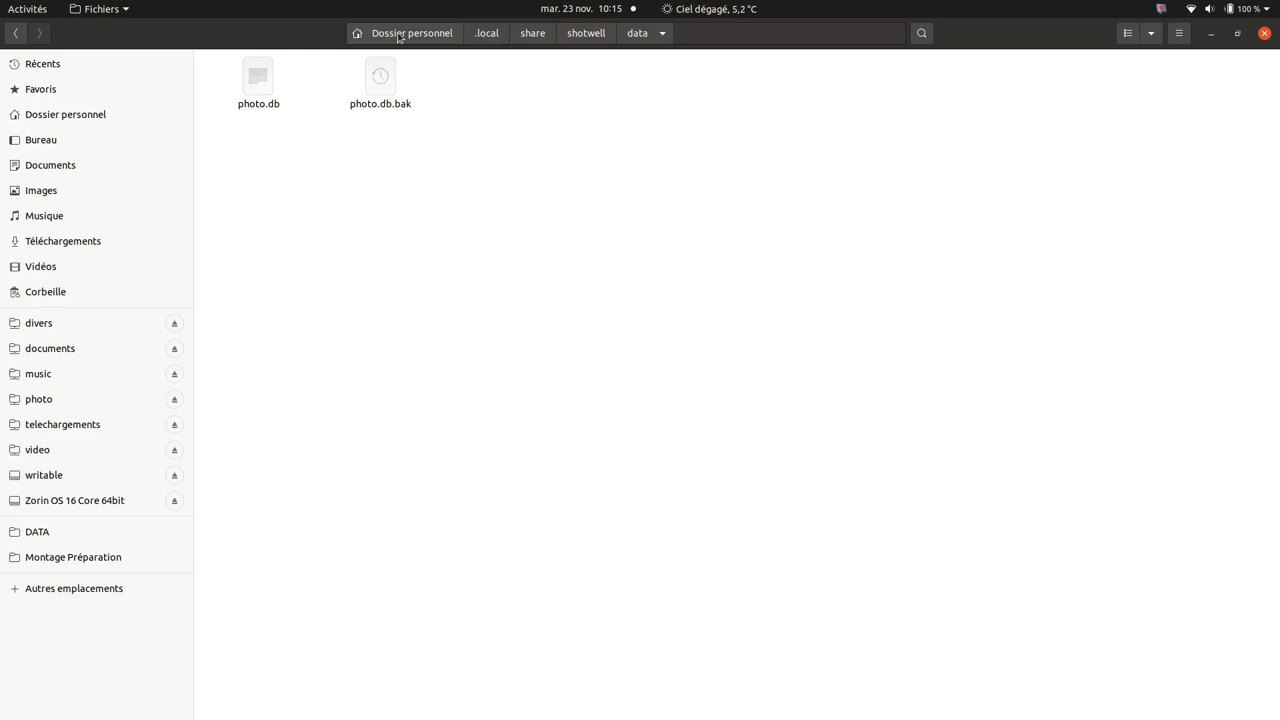 Activités Fichiers mar. 23 nov. 10:15 Ciel dégagé, 5,2 °C 100 %
Dossier personnel .local share shotwell data
Récents
Favoris
Dossier personnel
Bureau
Documents
Images
Musique
Téléchargements
Vidéos
Corbeille
divers
documents
music
photo
telechargements
video
writable
Zorin OS 16 Core 64bit
DATA
Montage Préparation
Autres emplacements
photo.db photo.db.bak